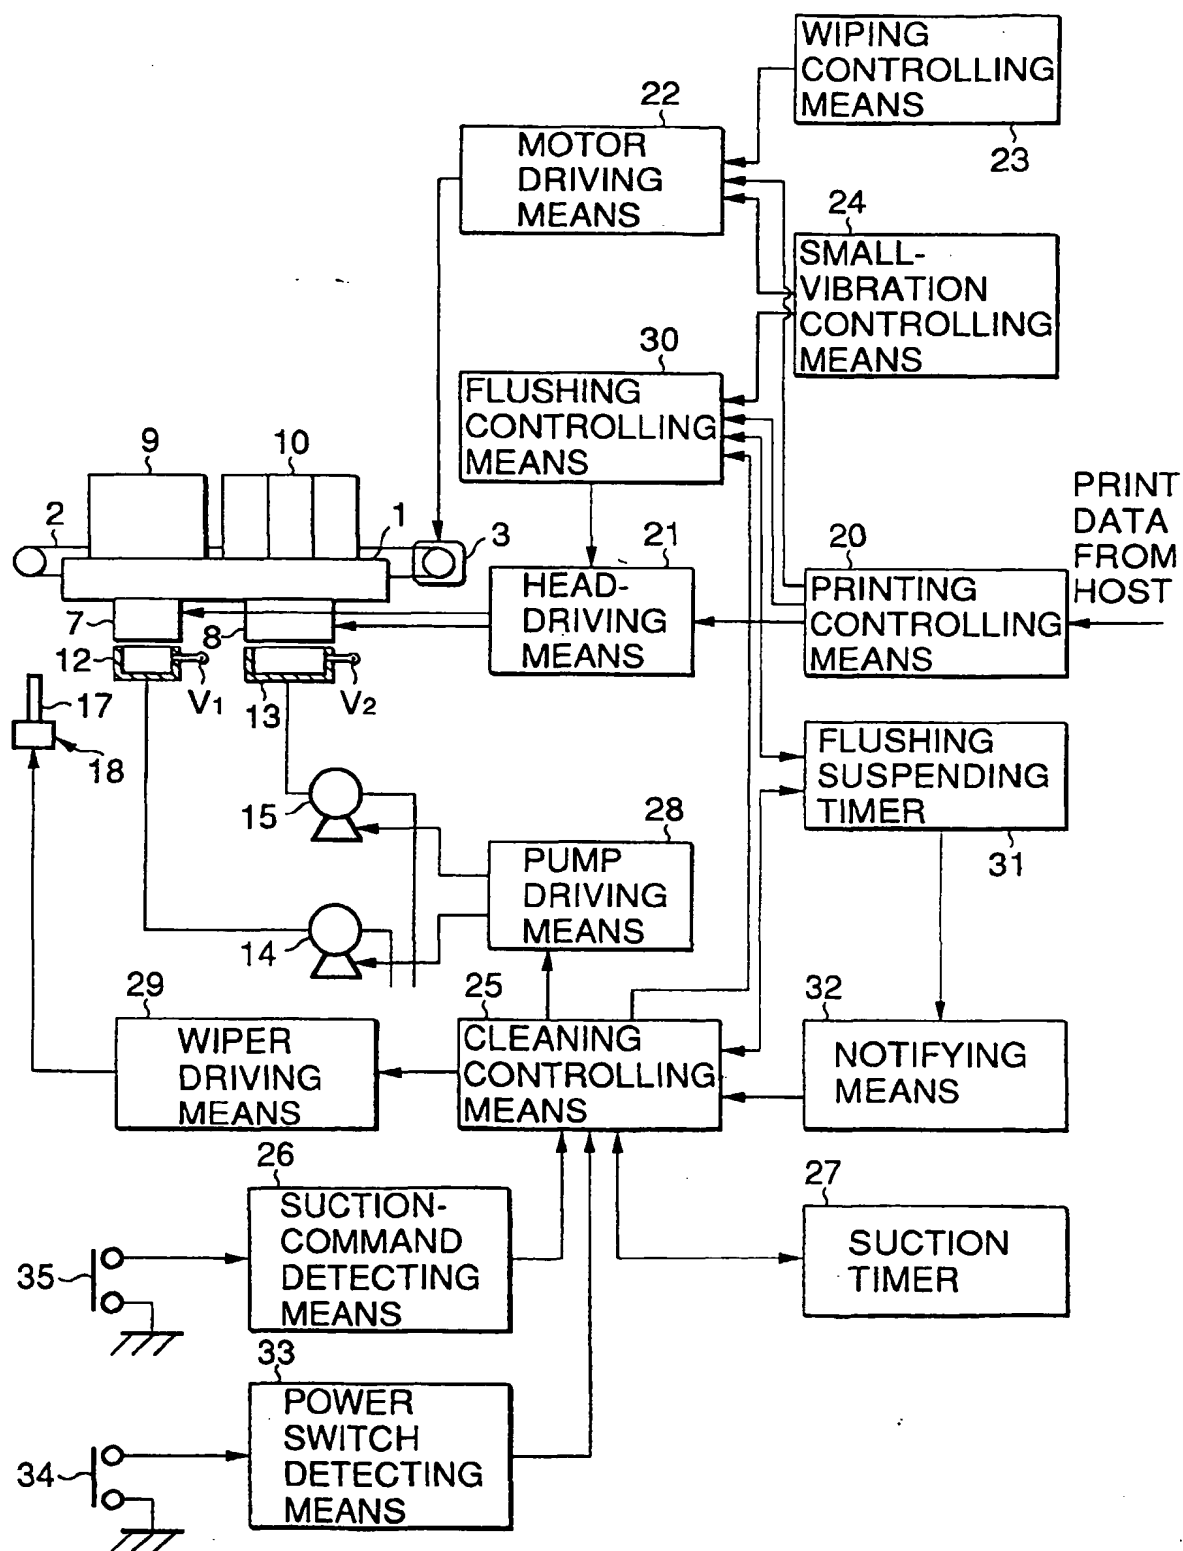 WIPING
CONTROLLING
MEANS
23
22
MOTOR
DRIVING
MEANS
24
SMALL-
VIBRATION
CONTROLLING
MEANS
30
FLUSHING
CONTROLLING
MEANS
9
10
2
1
3
PRINT
DATA
FROM
HOST
21
HEAD-
DRIVING
MEANS
20
PRINTING
CONTROLLING
MEANS
7
8
12
V1
13
V2
17
18
FLUSHING
SUSPENDING
TIMER
31
15
28
PUMP
DRIVING
MEANS
14
29
WIPER
DRIVING
MEANS
25
CLEANING
CONTROLLING
MEANS
32
NOTIFYING
MEANS
26
SUCTION-
COMMAND
DETECTING
MEANS
27
SUCTION
TIMER
35
33
POWER
SWITCH
DETECTING
MEANS
34